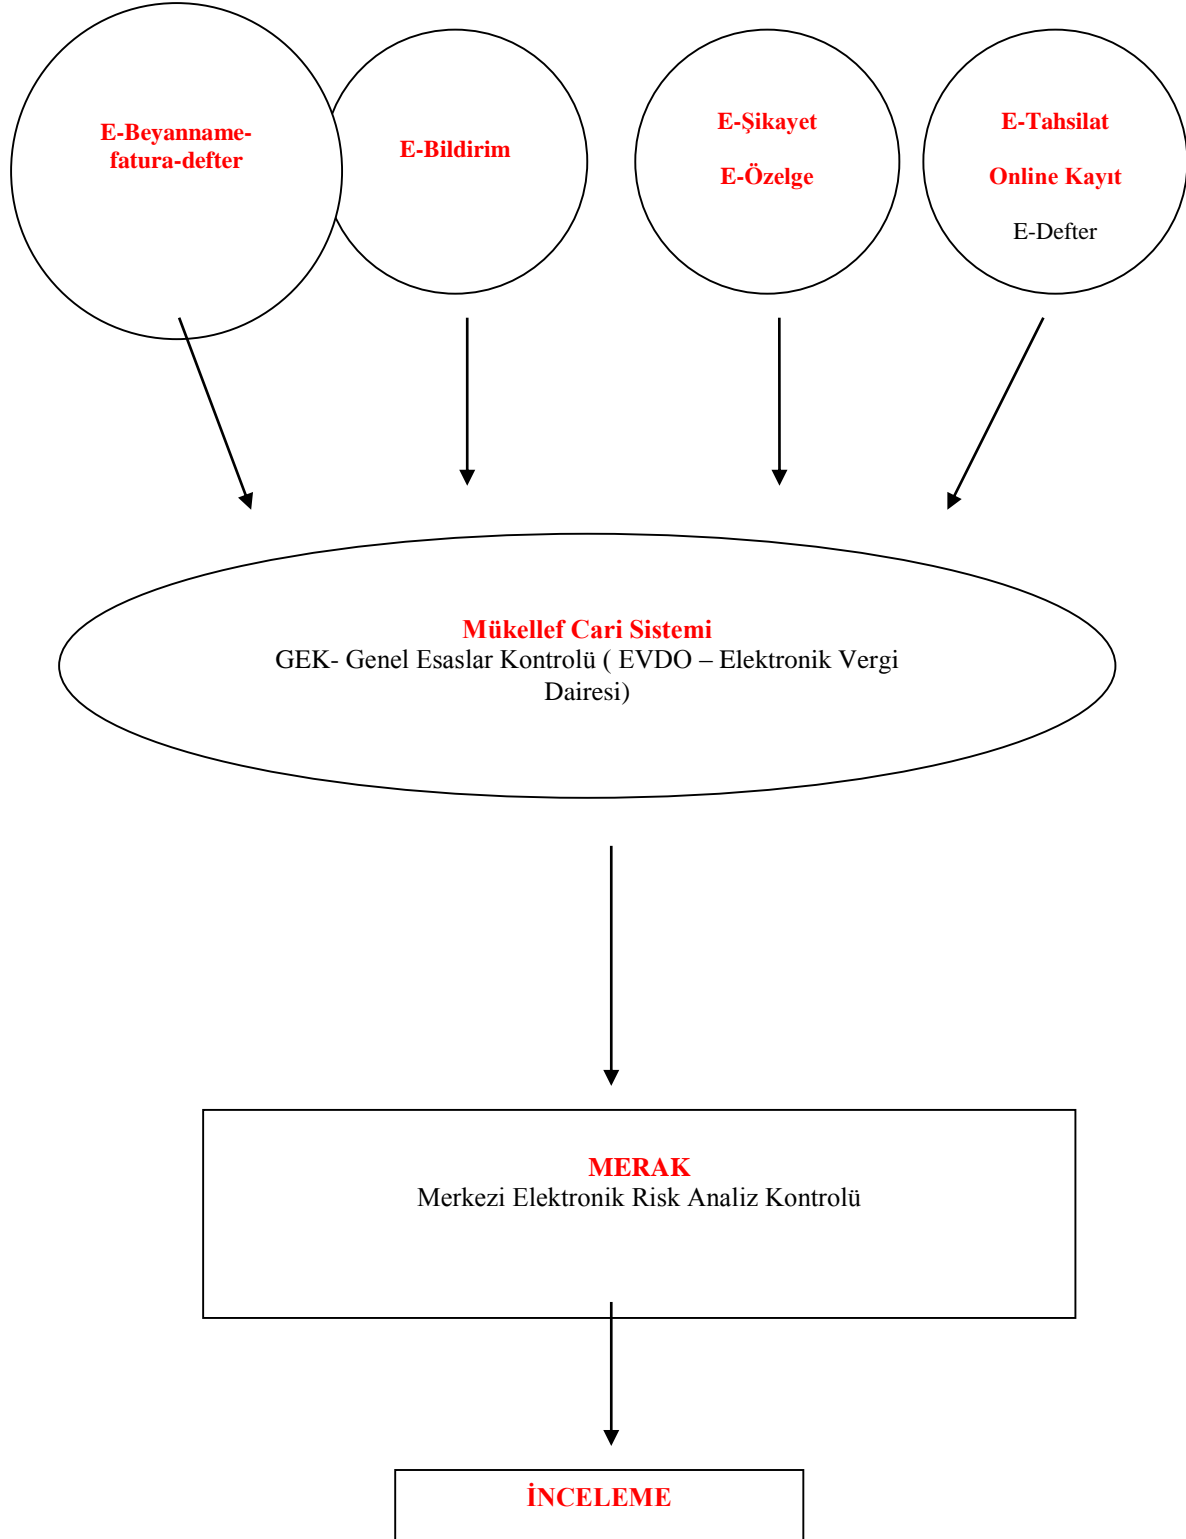 E-Beyanname-
fatura-defter
E-Bildirim
E-Şikayet
E-Özelge
E-Tahsilat
Online Kayıt
E-Defter
Mükellef Cari Sistemi
GEK- Genel Esaslar Kontrolü ( EVDO – Elektronik Vergi
Dairesi)
MERAK
Merkezi Elektronik Risk Analiz Kontrolü
İNCELEME